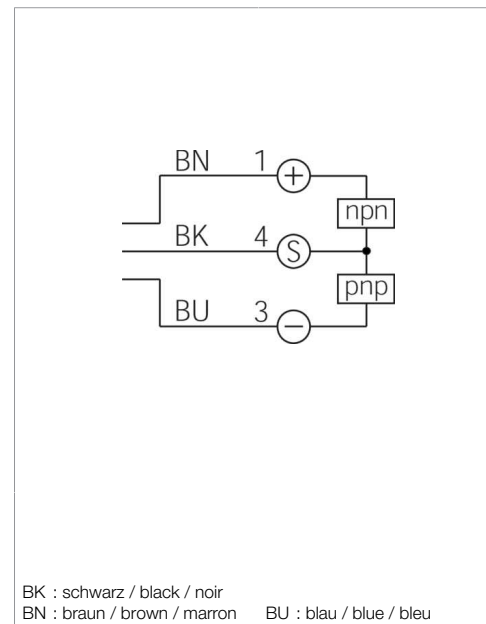 BN 1 +
npn
BK 4 S
pnp
BU 3 −
BK : schwarz / black / noir
BN : braun / brown / marron BU : blau / blue / bleu